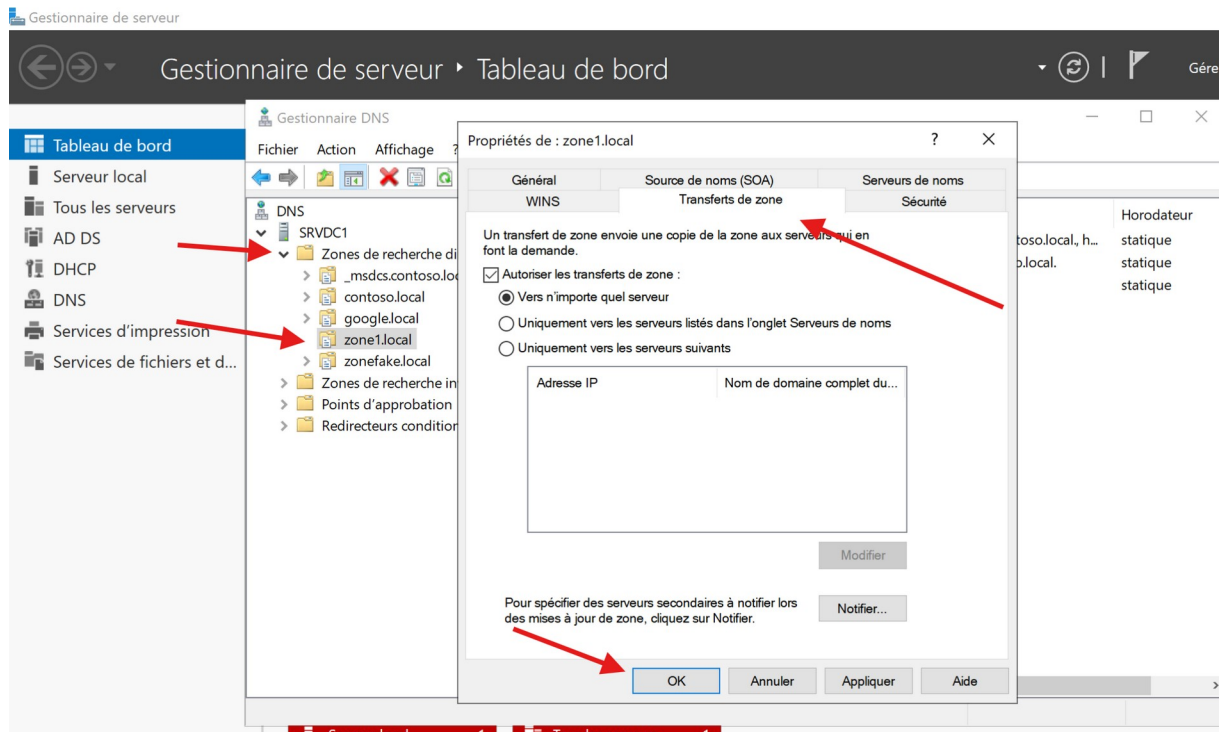 Gestionnaire de serveur
Gestionnaire de serveur ‣ Tableau de bord
Gére
Tableau de bord
Serveur local
Tous les serveurs
AD DS
DHCP
DNS
Services d'impression
Services de fichiers et d...
Gestionnaire DNS
Fichier Action Affichage ?
DNS
SRVDC1
Zones de recherche di
_msdcs.contoso.loc
contoso.local
google.local
zone1.local
zonefake.local
Zones de recherche in
Points d'approbation
Redirecteurs condition
Propriétés de : zone1.local
? X
Général Source de noms (SOA) Serveurs de noms
WINS Transferts de zone Sécurité
Un transfert de zone envoie une copie de la zone aux serveurs qui en
font la demande.
Autoriser les transferts de zone :
Vers n'importe quel serveur
Uniquement vers les serveurs listés dans l'onglet Serveurs de noms
Uniquement vers les serveurs suivants
Adresse IP Nom de domaine complet du...
Modifier
Pour spécifier des serveurs secondaires à notifier lors
des mises à jour de zone, cliquez sur Notifier.
Notifier...
OK Annuler Appliquer Aide
Horodateur
toso.local., h... statique
o.local. statique
statique